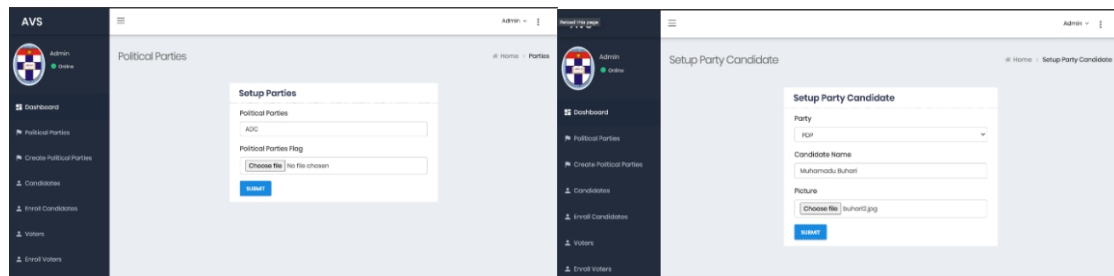 AVS
Admin
Political Parties
Home
Parties
Admin
Online
Setup Parties
Political Parties
ADC
Political Parties Flag
Choose file No file chosen
SUBMIT
Dashboard
Political Parties
Create Political Parties
Candidates
Enroll Candidates
Voters
Enroll Voters
Reload this page
Admin
Setup Party Candidate
Home
Setup Party Candidate
Admin
Online
Setup Party Candidate
Party
PDP
Candidate Name
Muhamadu Buhari
Picture
Choose file buhari2.jpg
SUBMIT
Dashboard
Political Parties
Create Political Parties
Candidates
Enroll Candidates
Voters
Enroll Voters